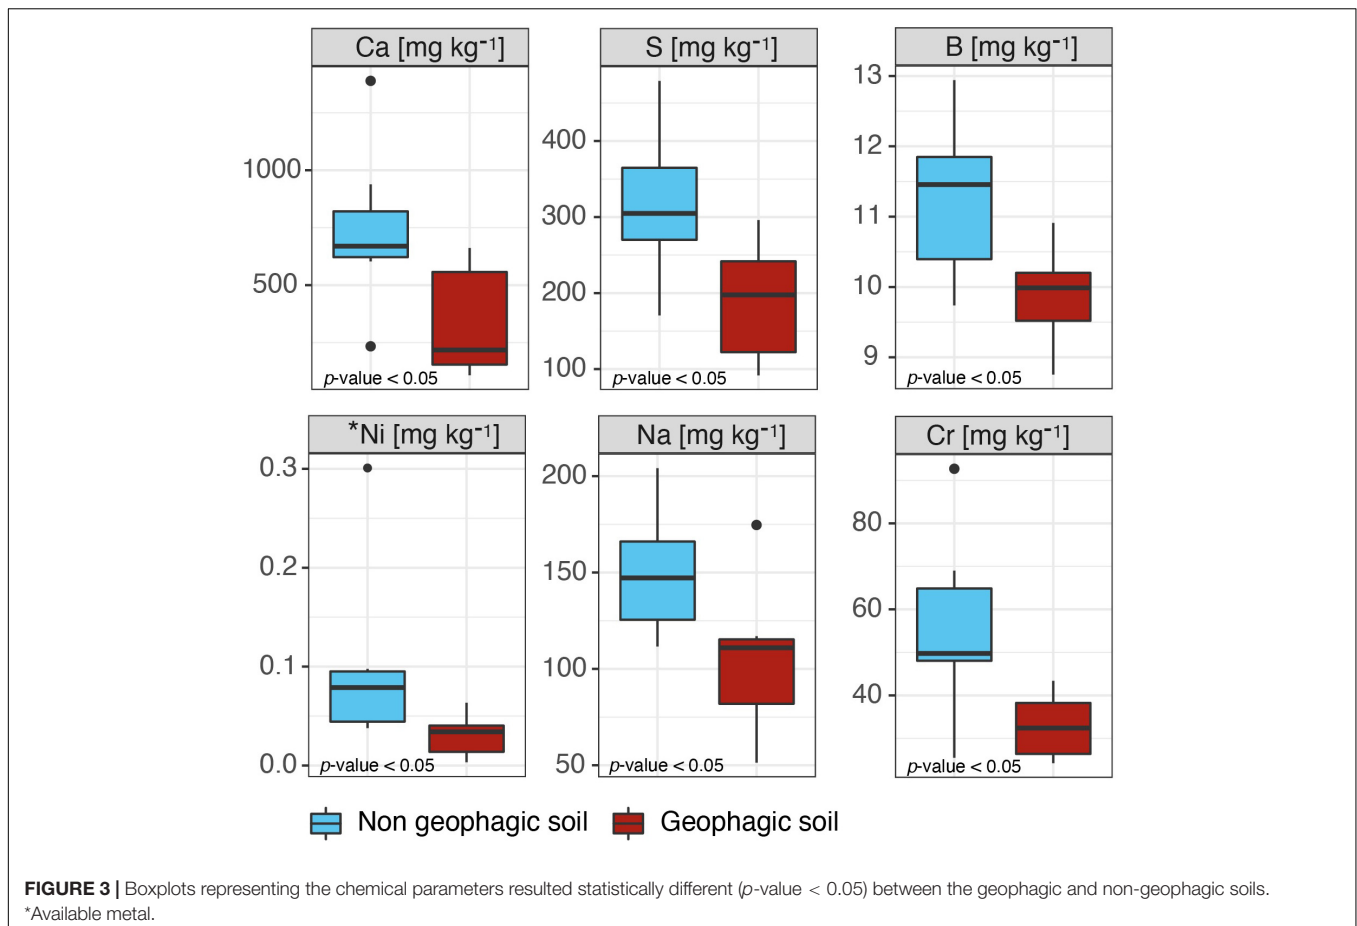 Ca [mg kg⁻¹]
S [mg kg⁻¹]
B [mg kg⁻¹]
1000
500
p-value < 0.05
400
300
200
100
p-value < 0.05
13
12
11
10
9
p-value < 0.05
*Ni [mg kg⁻¹]
Na [mg kg⁻¹]
Cr [mg kg⁻¹]
0.3
0.2
0.1
0.0
p-value < 0.05
200
150
100
50
p-value < 0.05
80
60
40
p-value < 0.05
Non geophagic soil
Geophagic soil
FIGURE 3 | Boxplots representing the chemical parameters resulted statistically different (p-value < 0.05) between the geophagic and non-geophagic soils.
*Available metal.